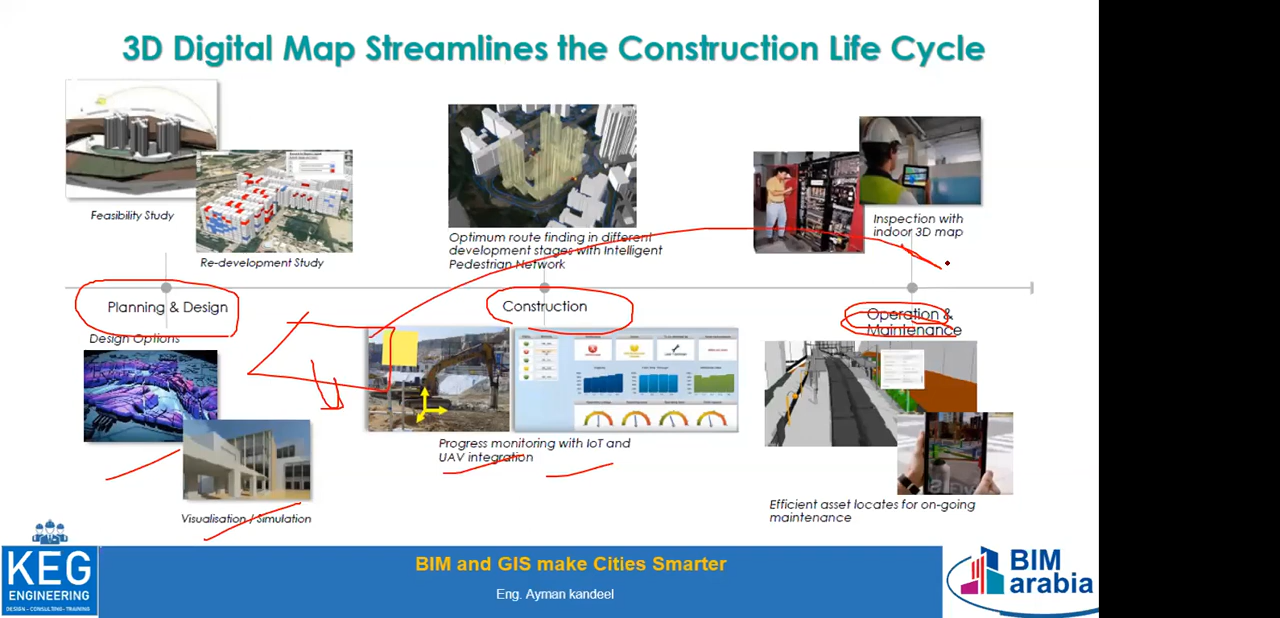 3D Digital Map Streamlines the Construction Life Cycle
Feasibility Study
Re-development Study
Optimum route finding in different
development stages with Intelligent
Pedestrian Network
Inspection with
indoor 3D map
Planning & Design
Construction
Operation &
Maintenance
Design Options
Visualisation / Simulation
Progress monitoring with IoT and
UAV integration
Efficient asset locates for on-going
maintenance
KEG
ENGINEERING
DESIGN - CONSULTING - TRAINING
BIM and GIS make Cities Smarter
Eng. Ayman kandeel
BIM
arabia